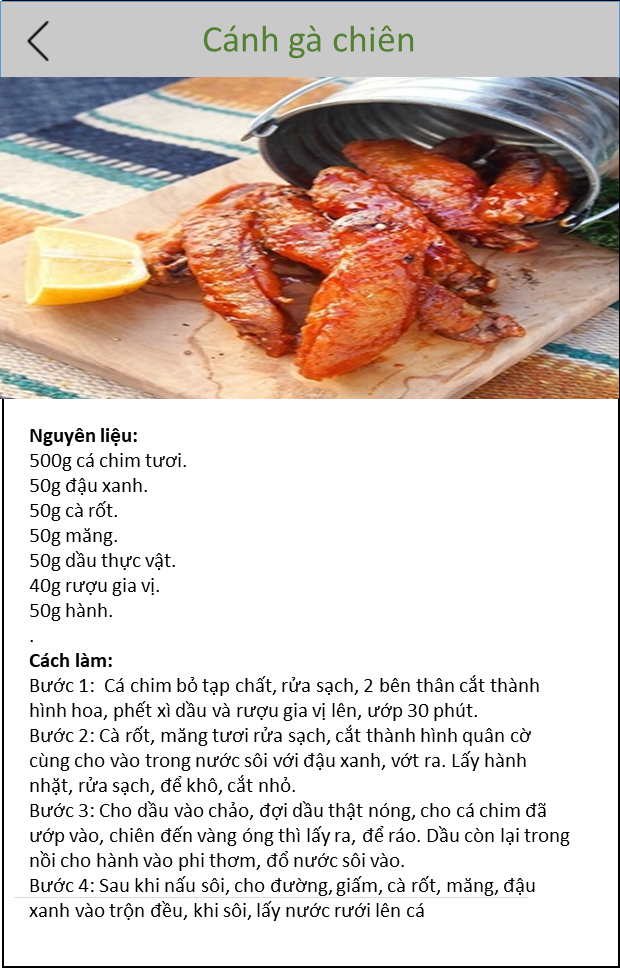 Cánh gà chiên
Nguyên liệu:
500g cá chim tươi.
50g đậu xanh.
50g cà rốt.
50g măng.
50g dầu thực vật.
40g rượu gia vị.
50g hành.
.
Cách làm:
Bước 1:  Cá chim bỏ tạp chất, rửa sạch, 2 bên thân cắt thành
hình hoa, phết xì dầu và rượu gia vị lên, ướp 30 phút.
Bước 2: Cà rốt, măng tươi rửa sạch, cắt thành hình quân cờ
cùng cho vào trong nước sôi với đậu xanh, vớt ra. Lấy hành
nhặt, rửa sạch, để khô, cắt nhỏ.
Bước 3: Cho dầu vào chảo, đợi dầu thật nóng, cho cá chim đã
ướp vào, chiên đến vàng óng thì lấy ra, để ráo. Dầu còn lại trong
nồi cho hành vào phi thơm, đổ nước sôi vào.
Bước 4: Sau khi nấu sôi, cho đường, giấm, cà rốt, măng, đậu
xanh vào trộn đều, khi sôi, lấy nước rưới lên cá